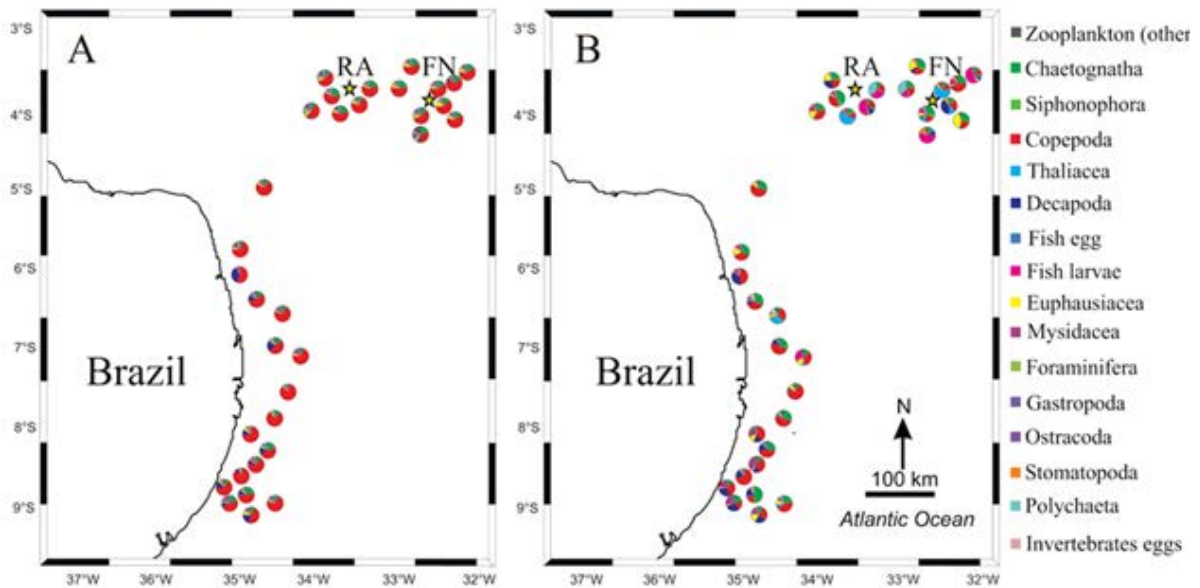 A
B
RA
FN
RA
FN
Brazil
Brazil
N
100 km
Atlantic Ocean
3°S
4°S
5°S
6°S
7°S
8°S
9°S
3°S
4°S
5°S
6°S
7°S
8°S
9°S
37°W
36°W
35°W
34°W
33°W
32°W
37°W
36°W
35°W
34°W
33°W
32°W
Zooplankton (other
Chaetognatha
Siphonophora
Copepoda
Thaliacea
Decapoda
Fish egg
Fish larvae
Euphausiacea
Mysidacea
Foraminifera
Gastropoda
Ostracoda
Stomatopoda
Polychaeta
Invertebrates eggs